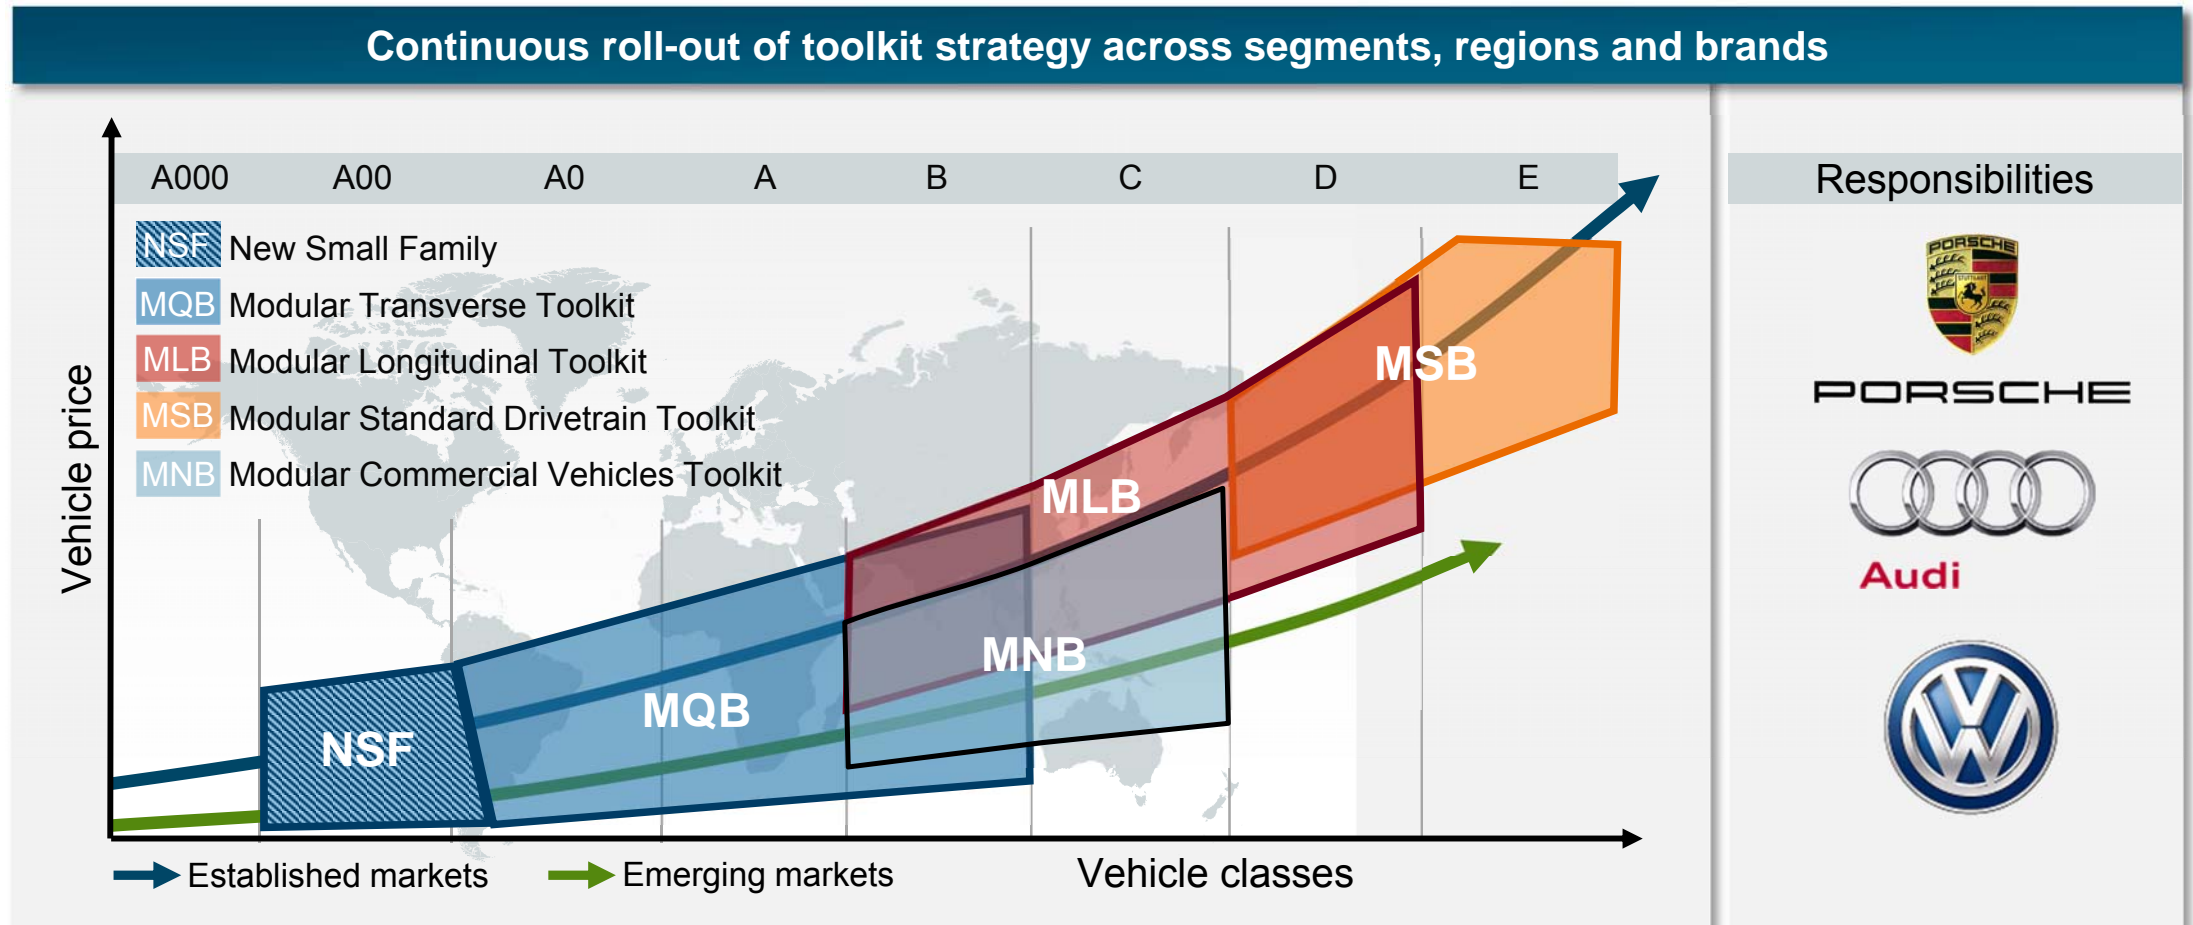 Continuous roll-out of toolkit strategy across segments, regions and brands
A000 A00 A0 A B C D E
NSF New Small Family
MQB Modular Transverse Toolkit
MLB Modular Longitudinal Toolkit
MSB Modular Standard Drivetrain Toolkit
MNB Modular Commercial Vehicles Toolkit
Vehicle price
MSB
MLB
MNB
MQB
NSF
Established markets
Emerging markets
Vehicle classes
Responsibilities
PORSCHE
STUTTGART
PORSCHE
Audi
VW